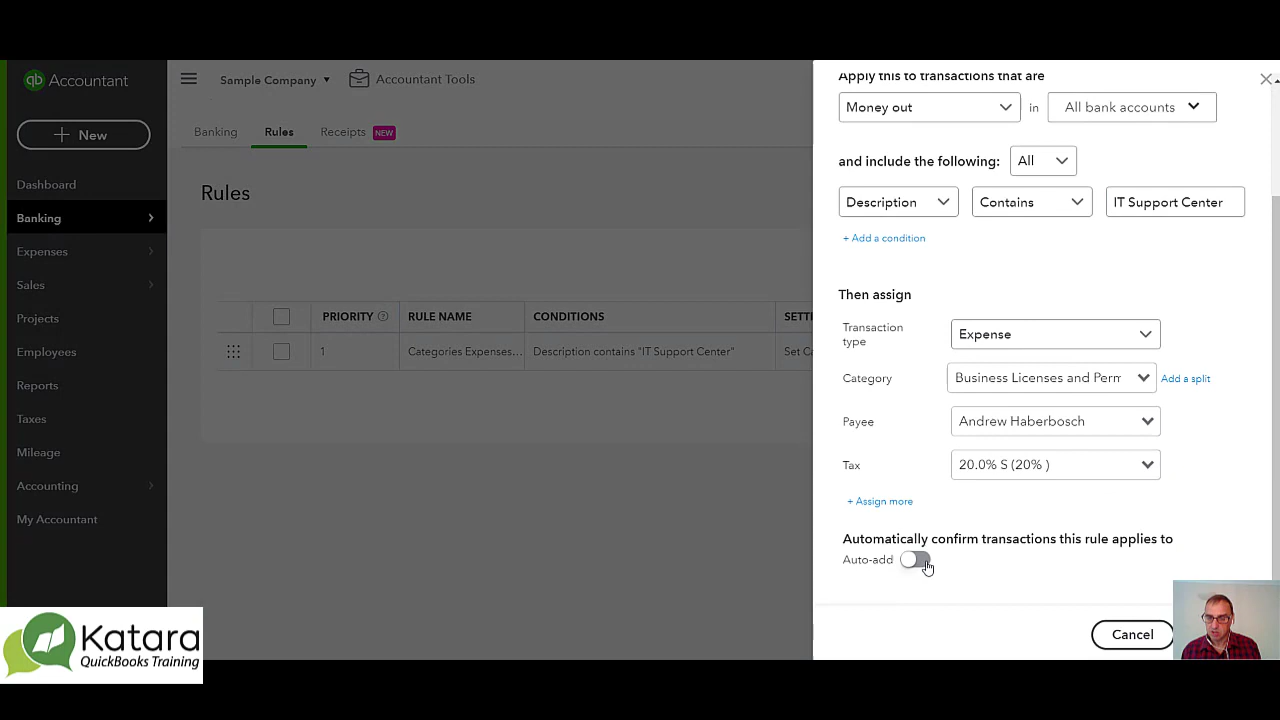 qb Accountant
Sample Company
Accountant Tools
+ New
Banking
Rules
Receipts
NEW
Dashboard
Banking
Expenses
Sales
Projects
Employees
Reports
Taxes
Mileage
Accounting
My Accountant
Rules
PRIORITY
RULE NAME
CONDITIONS
1
Categories Expenses...
Description contains "IT Support Center"
Set Ca
Apply this to transactions that are
Money out
in
All bank accounts
and include the following:
All
Description
Contains
IT Support Center
+ Add a condition
Then assign
Transaction
type
Expense
Category
Business Licenses and Perm
Add a split
Payee
Andrew Haberbosch
Tax
20.0% S (20% )
+ Assign more
Automatically confirm transactions this rule applies to
Auto-add
Cancel
Katara
QuickBooks Training